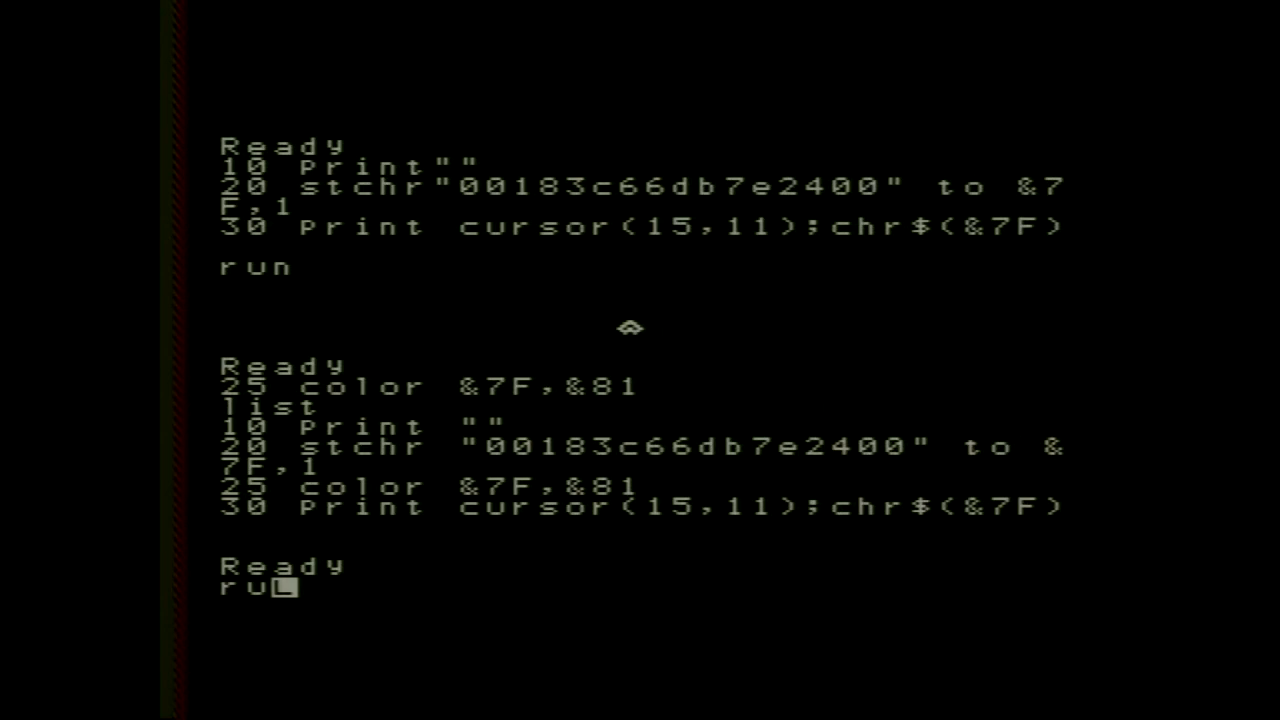 Ready
10 Print""
20 stchr"00183c66db7e2400" to &7
F,1
30 Print cursor(15,11);chr$(&7F)
run
Ready
25 color &7F,&81
list
10 Print ""
20 stchr "00183c66db7e2400" to &
7F,1
25 color &7F,&81
30 Print cursor(15,11);chr$(&7F)
Ready
ruL